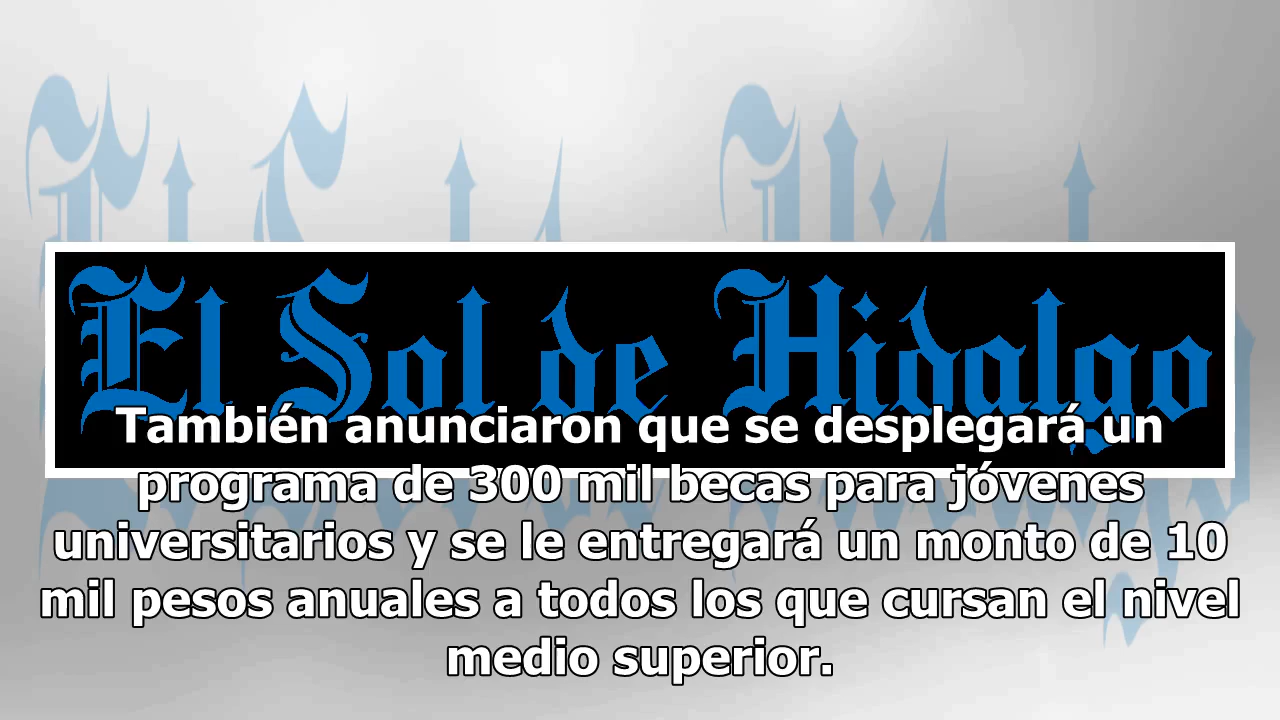 El Sol de Hidalgo
También anunciaron que se desplegará un
programa de 300 mil becas para jóvenes
universitarios y se le entregará un monto de 10
mil pesos anuales a todos los que cursan el nivel
medio superior.